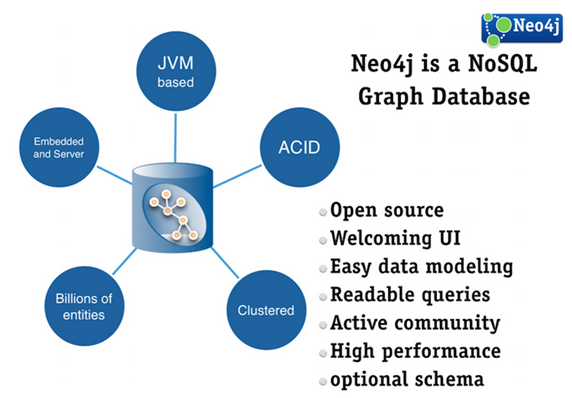 Neo4j
Neo4j is a NoSQL
Graph Database
JVM
based
Embedded
and Server
ACID
Billions of
entities
Clustered
Open source
Welcoming UI
Easy data modeling
Readable queries
Active community
High performance
optional schema